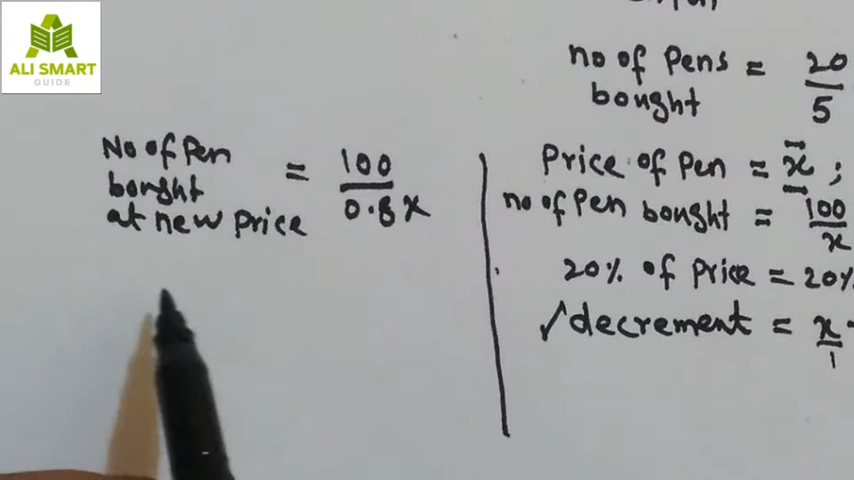 ALI SMART
GUIDE
No of Pen
bought
at new price
= 100
0.8x
no of Pens
bought
= 20
5
Price of Pen = x ;
no of Pen bought = 100
x
20% of Price = 20%
✓decrement = x
1